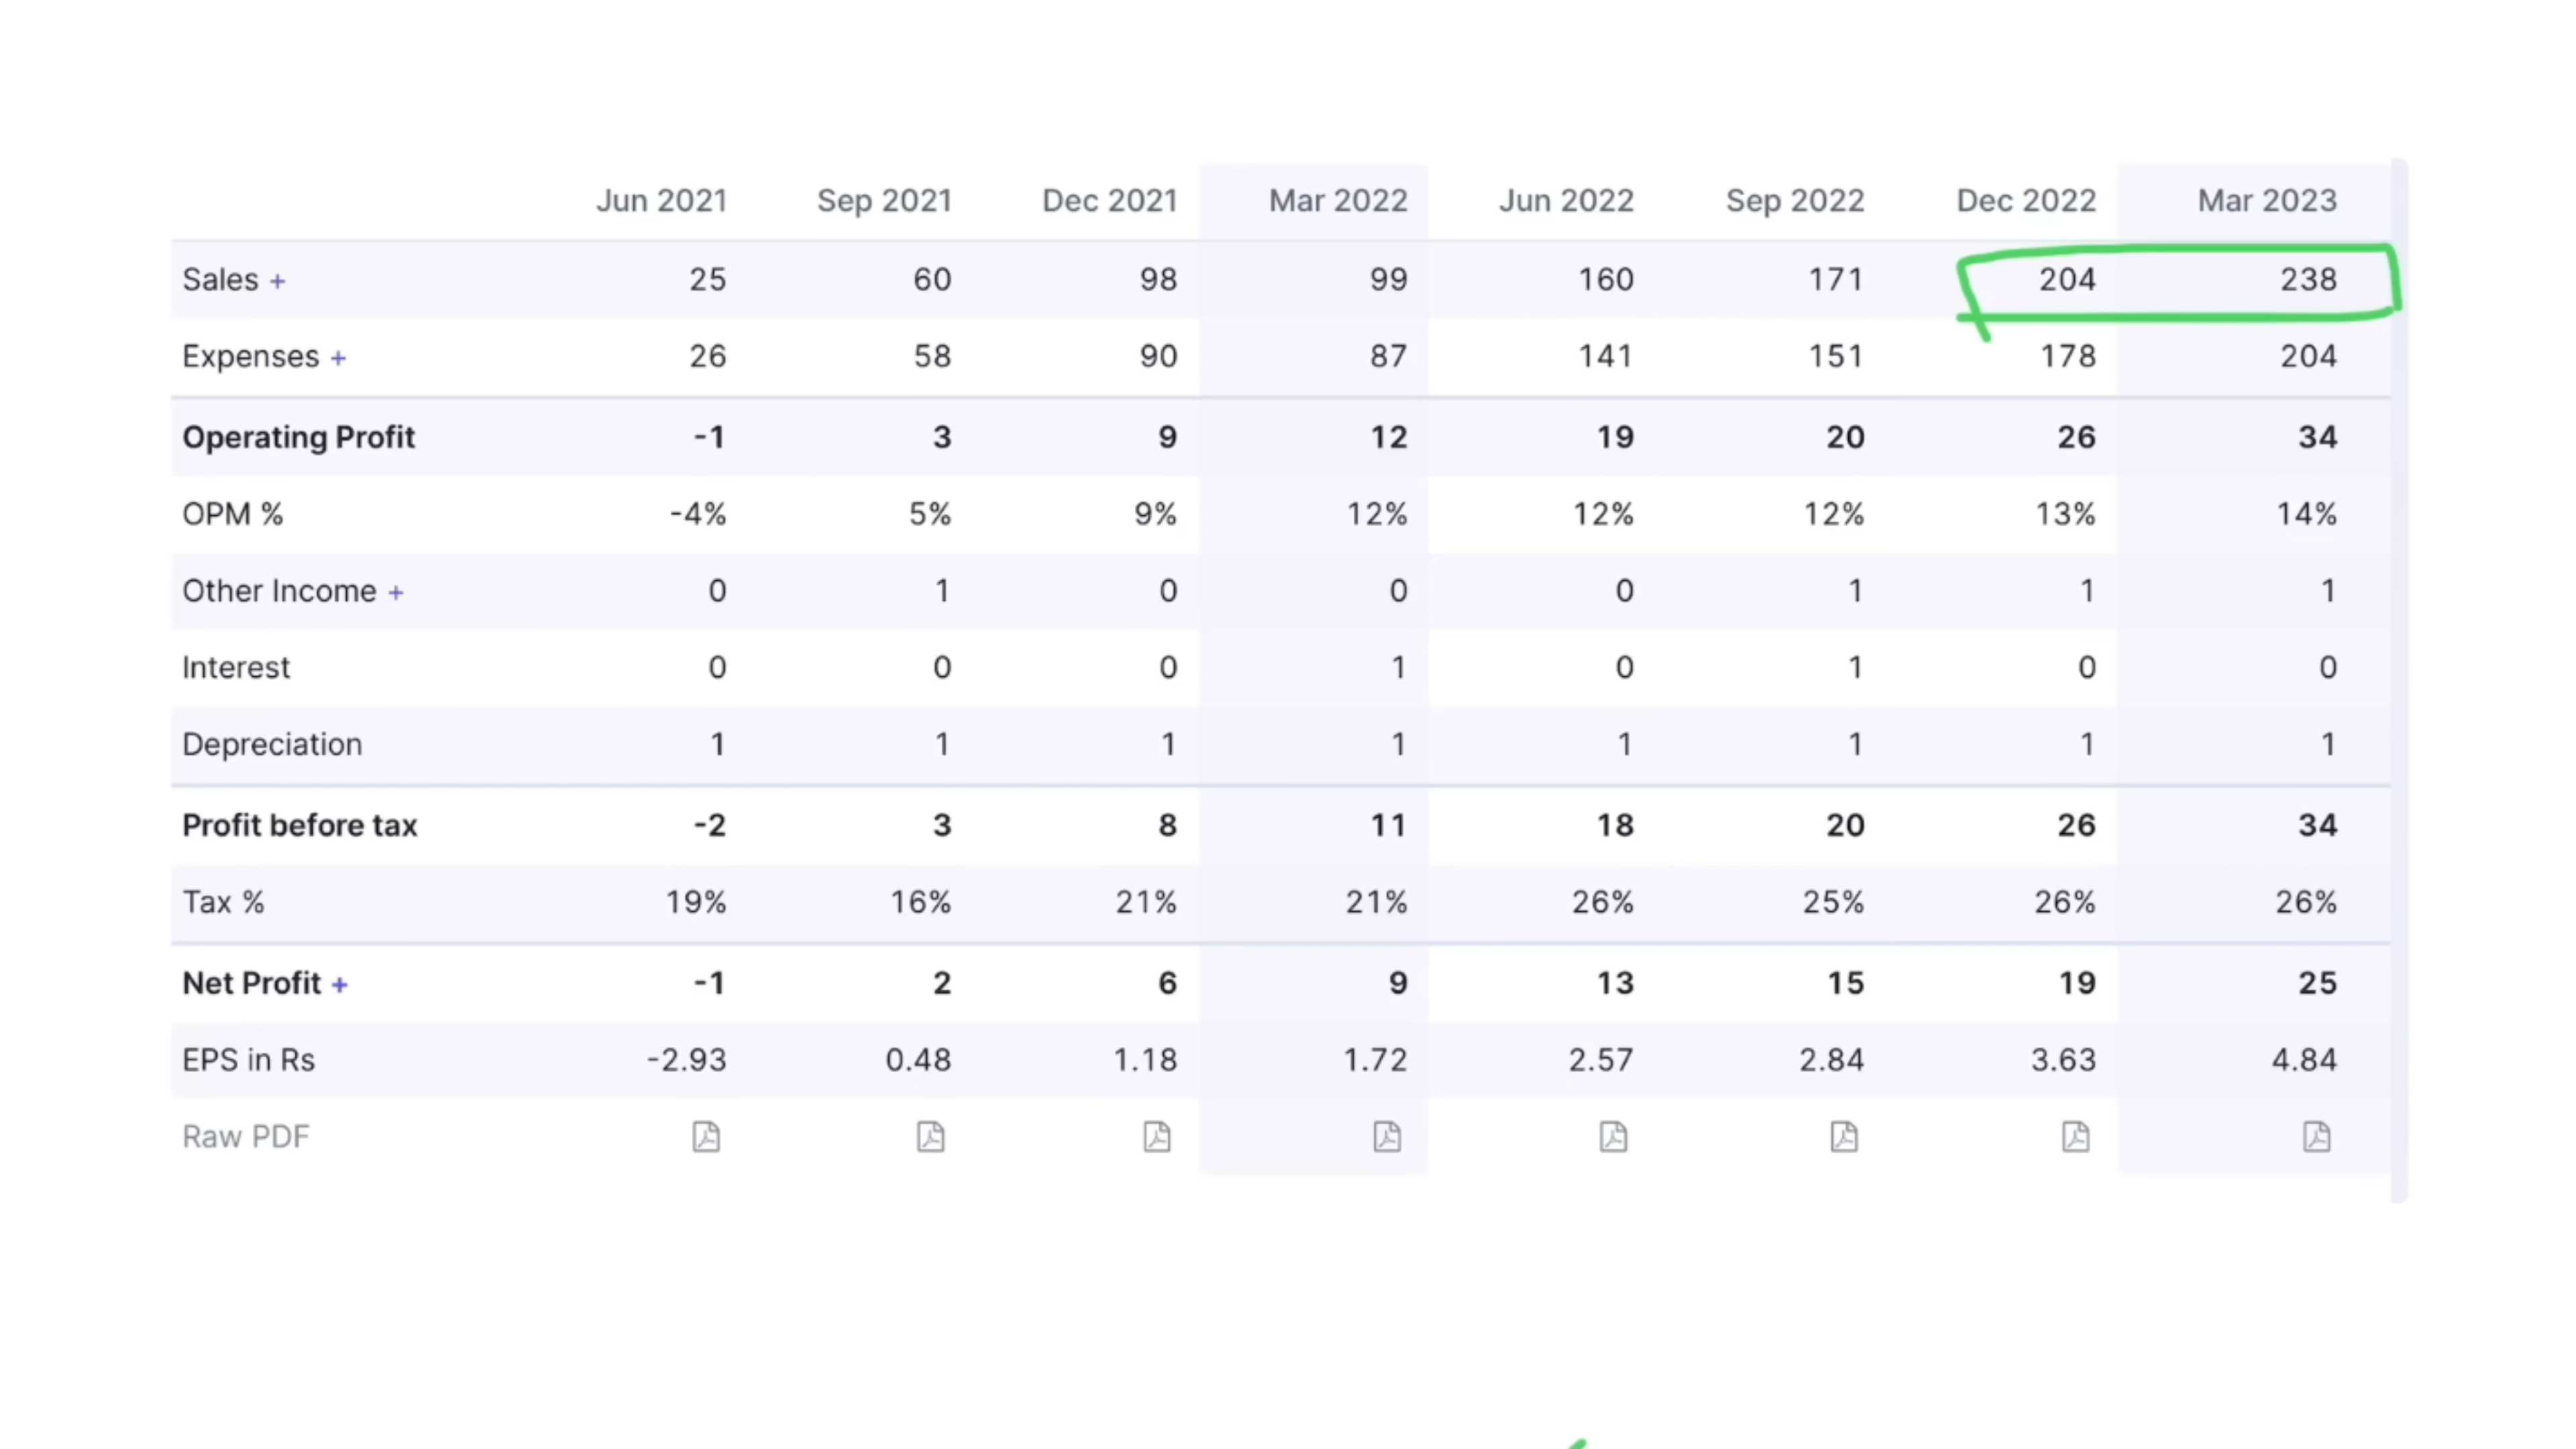 Jun 2021 Sep 2021 Dec 2021 Mar 2022 Jun 2022 Sep 2022 Dec 2022 Mar 2023
Sales + 25 60 98 99 160 171 204 238
Expenses + 26 58 90 87 141 151 178 204
Operating Profit -1 3 9 12 19 20 26 34
OPM % -4% 5% 9% 12% 12% 12% 13% 14%
Other Income + 0 1 0 0 0 1 1 1
Interest 0 0 0 1 0 1 0 0
Depreciation 1 1 1 1 1 1 1 1
Profit before tax -2 3 8 11 18 20 26 34
Tax % 19% 16% 21% 21% 26% 25% 26% 26%
Net Profit + -1 2 6 9 13 15 19 25
EPS in Rs -2.93 0.48 1.18 1.72 2.57 2.84 3.63 4.84
Raw PDF